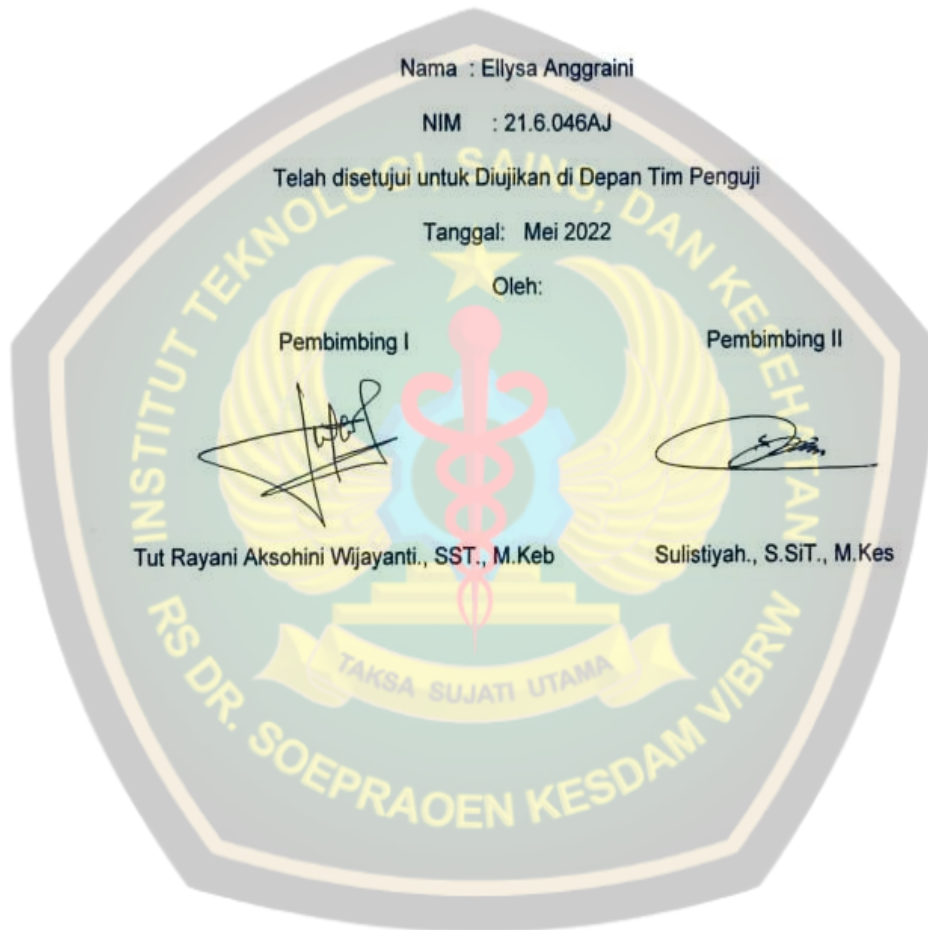 Nama : Ellysa Anggraini
NIM : 21.6.046AJ
Telah disetujui untuk Diujikan di Depan Tim Penguji
Tanggal: Mei 2022
Oleh:
Pembimbing I Pembimbing II
Tut Rayani Aksohini Wijayanti., SST., M.Keb Sulistiyah., S.SiT., M.Kes
INSTITUT TEKNOLOGI, SAINS, DAN KESEHATAN
TAKSA SUJATI UTAMA
RS DR. SOEPRAOEN KESDAM V/BRW